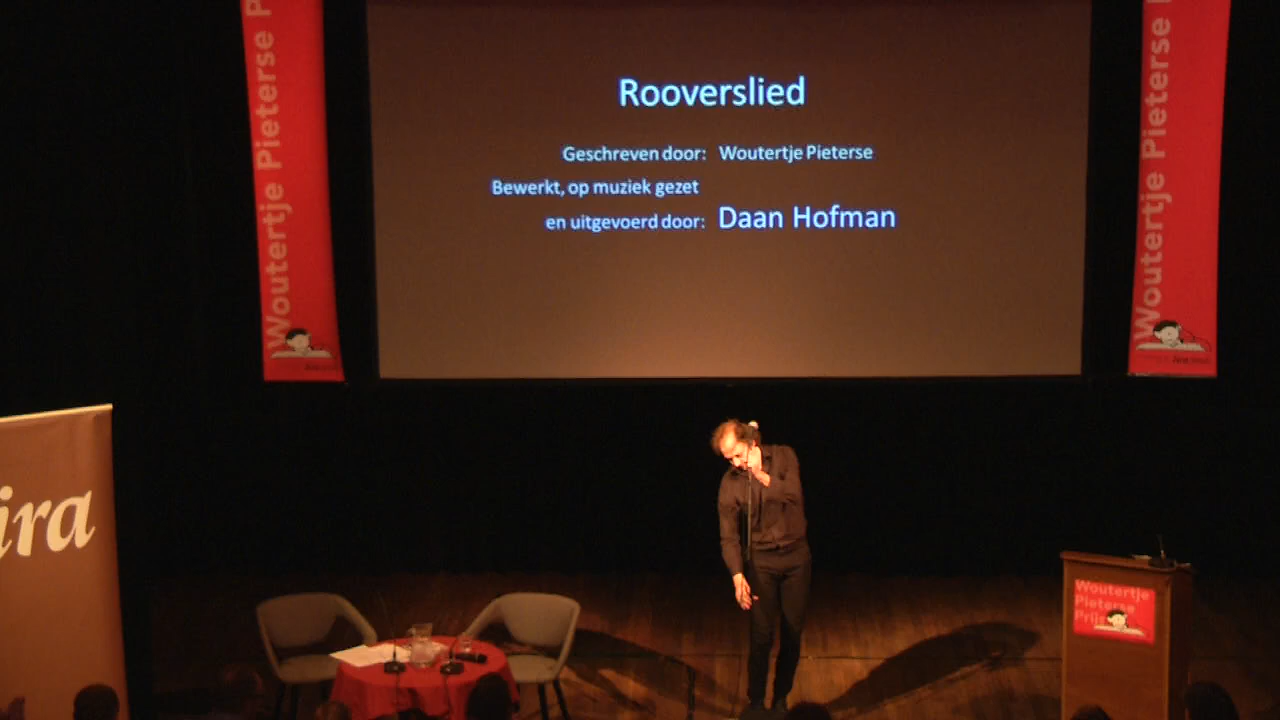 Rooverslied
Geschreven door: Woutertje Pieterse
Bewerkt, op muziek gezet
en uitgevoerd door: Daan Hofman
Woutertje Pieterse P
Woutertje Pieterse
ira
Woutertje
Pieterse
Prijs